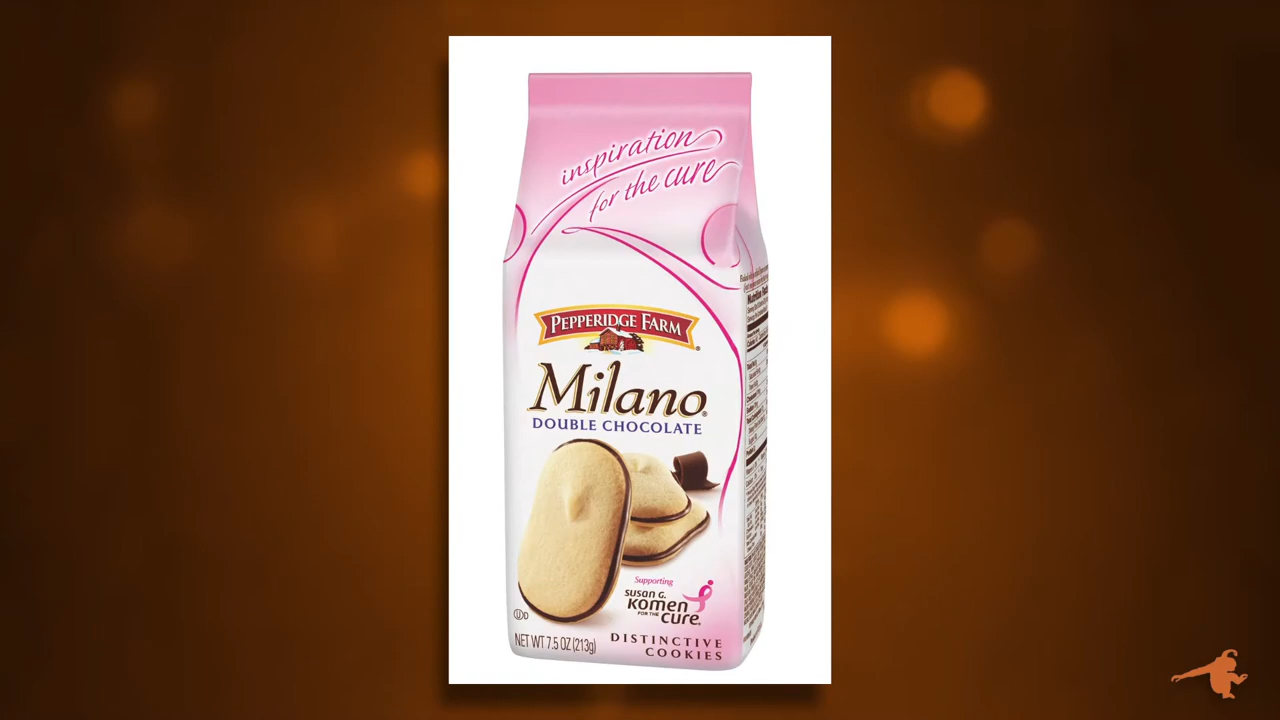 inspiration
for the cure
PEPPERIDGE FARM
Milano
DOUBLE CHOCOLATE
Supporting
SUSAN G.
Komen
FOR THE
CURE.
NET WT 7.5 OZ (213g)
DISTINCTIVE
COOKIES